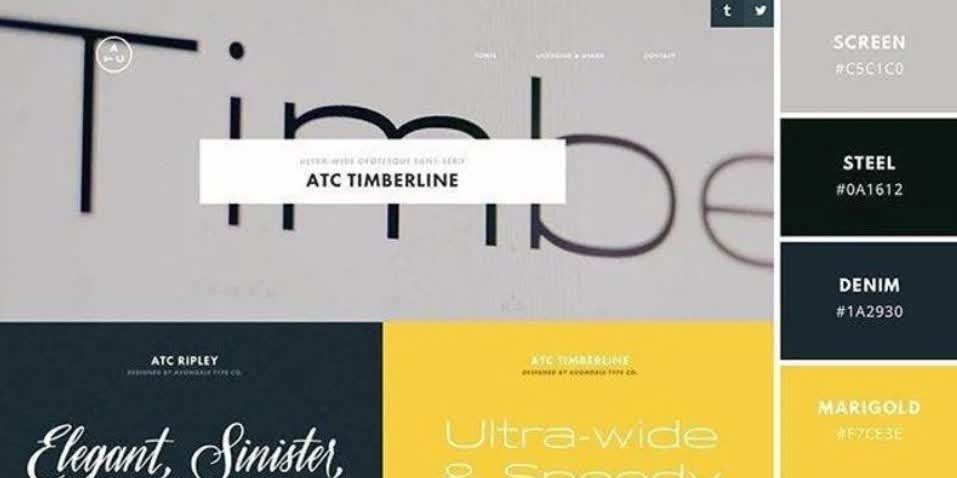 Timbe
A
T U
FONTS
LICENSING & USAGE
CONTACT
ULTRA-WIDE GROTESQUE SANS-SERIF
ATC TIMBERLINE
ATC RIPLEY
DESIGNED BY AVONDALE TYPE CO.
Elegant, Sinister,
ATC TIMBERLINE
DESIGNED BY AVONDALE TYPE CO.
Ultra-wide
& Speedy
SCREEN
#C5C1C0
STEEL
#0A1612
DENIM
#1A2930
MARIGOLD
#F7CE3E